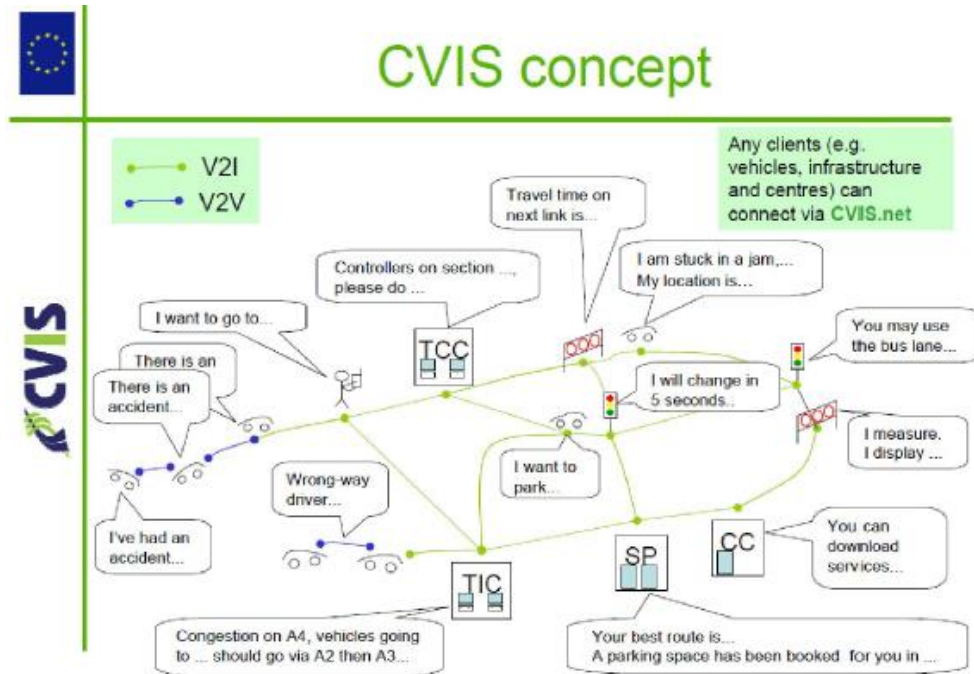 CVIS concept
V2I
V2V
Any clients (e.g.
vehicles, infrastructure
and centres) can
connect via CVIS.net
Travel time on
next link is...
Controllers on section ...,
please do ...
I am stuck in a jam,...
My location is...
I want to go to...
You may use
the bus lane...
There is an
There is an
accident...
TCC
I will change in
5 seconds..
I measure.
I display ...
I want to
park...
Wrong-way
driver...
I've had an
accident...
You can
download
services...
TIC
SP
CC
Congestion on A4, vehicles going
to ... should go via A2 then A3...
Your best route is...
A parking space has been booked for you in ....
CVIS